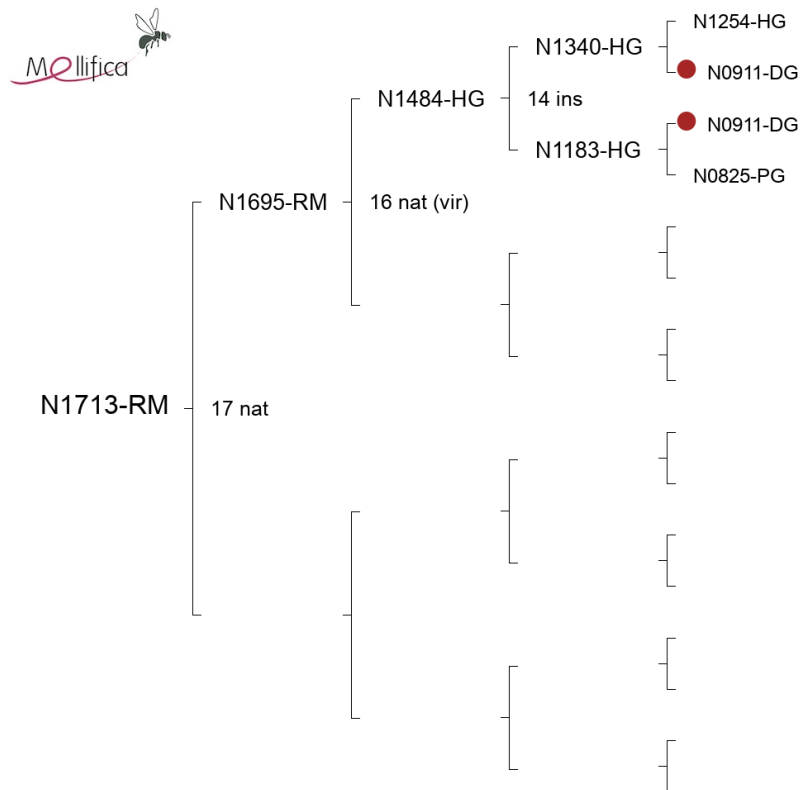 Mellifica
N1254-HG
N1340-HG
N0911-DG
N1484-HG
14 ins
N0911-DG
N1183-HG
N0825-PG
N1695-RM
16 nat (vir)
N1713-RM
17 nat